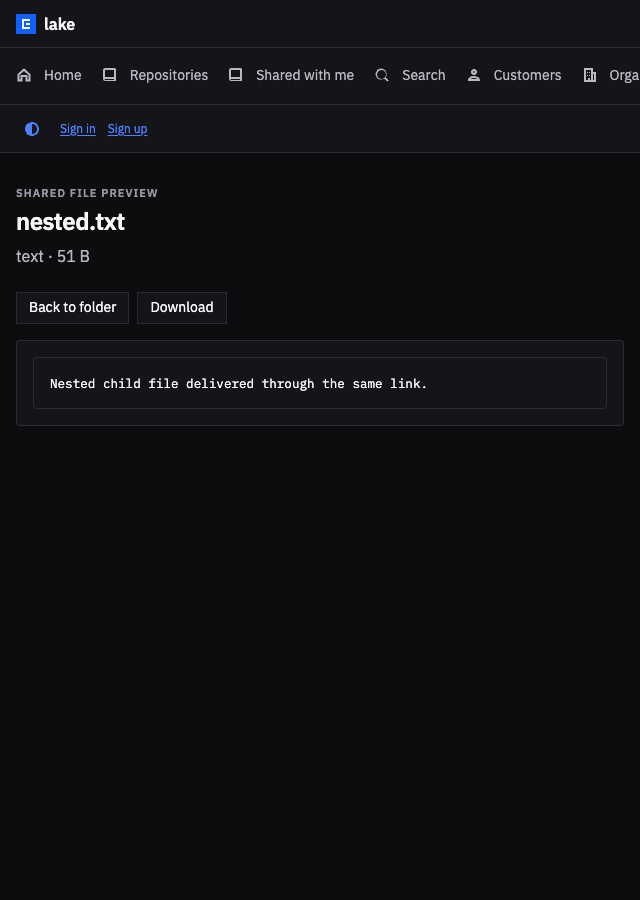 lake
Home Repositories Shared with me Search Customers Orga
Sign in Sign up
SHARED FILE PREVIEW
nested.txt
text · 51 B
Back to folder Download
Nested child file delivered through the same link.